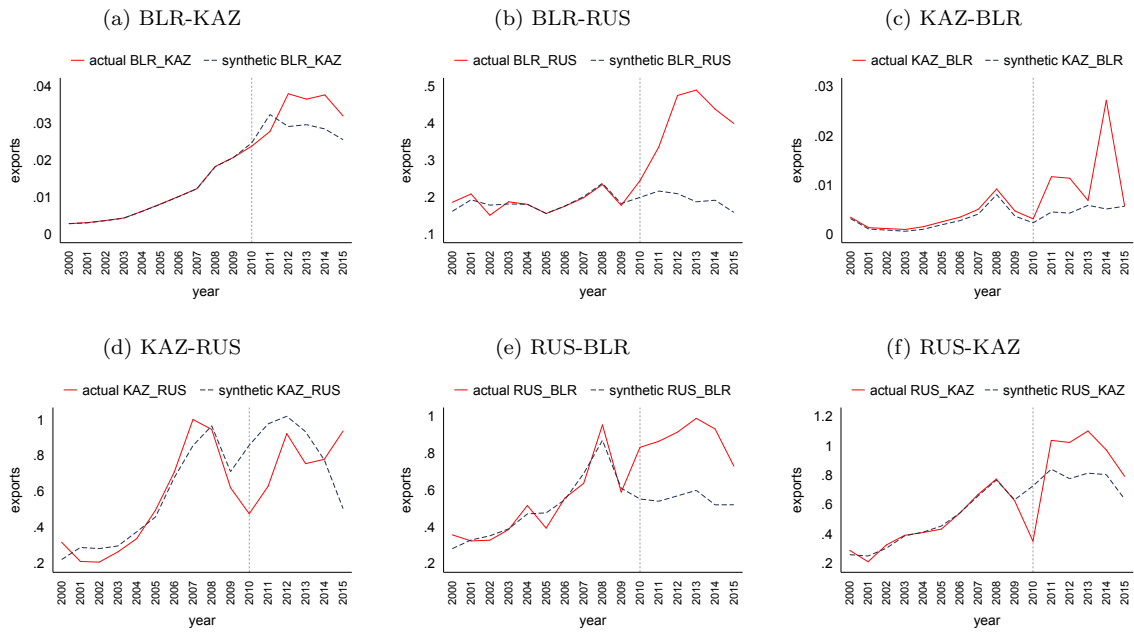 (a) BLR-KAZ
actual BLR_KAZ synthetic BLR_KAZ
.04
.03
.02
.01
0
exports
2000 2001 2002 2003 2004 2005 2006 2007 2008 2009 2010 2011 2012 2013 2014 2015
year
(b) BLR-RUS
actual BLR_RUS synthetic BLR_RUS
.5
.4
.3
.2
.1
exports
2000 2001 2002 2003 2004 2005 2006 2007 2008 2009 2010 2011 2012 2013 2014 2015
year
(c) KAZ-BLR
actual KAZ_BLR synthetic KAZ_BLR
.03
.02
.01
0
exports
2000 2001 2002 2003 2004 2005 2006 2007 2008 2009 2010 2011 2012 2013 2014 2015
year
(d) KAZ-RUS
actual KAZ_RUS synthetic KAZ_RUS
1
.8
.6
.4
.2
exports
2000 2001 2002 2003 2004 2005 2006 2007 2008 2009 2010 2011 2012 2013 2014 2015
year
(e) RUS-BLR
actual RUS_BLR synthetic RUS_BLR
1
.8
.6
.4
.2
exports
2000 2001 2002 2003 2004 2005 2006 2007 2008 2009 2010 2011 2012 2013 2014 2015
year
(f) RUS-KAZ
actual RUS_KAZ synthetic RUS_KAZ
1.2
1
.8
.6
.4
.2
exports
2000 2001 2002 2003 2004 2005 2006 2007 2008 2009 2010 2011 2012 2013 2014 2015
year